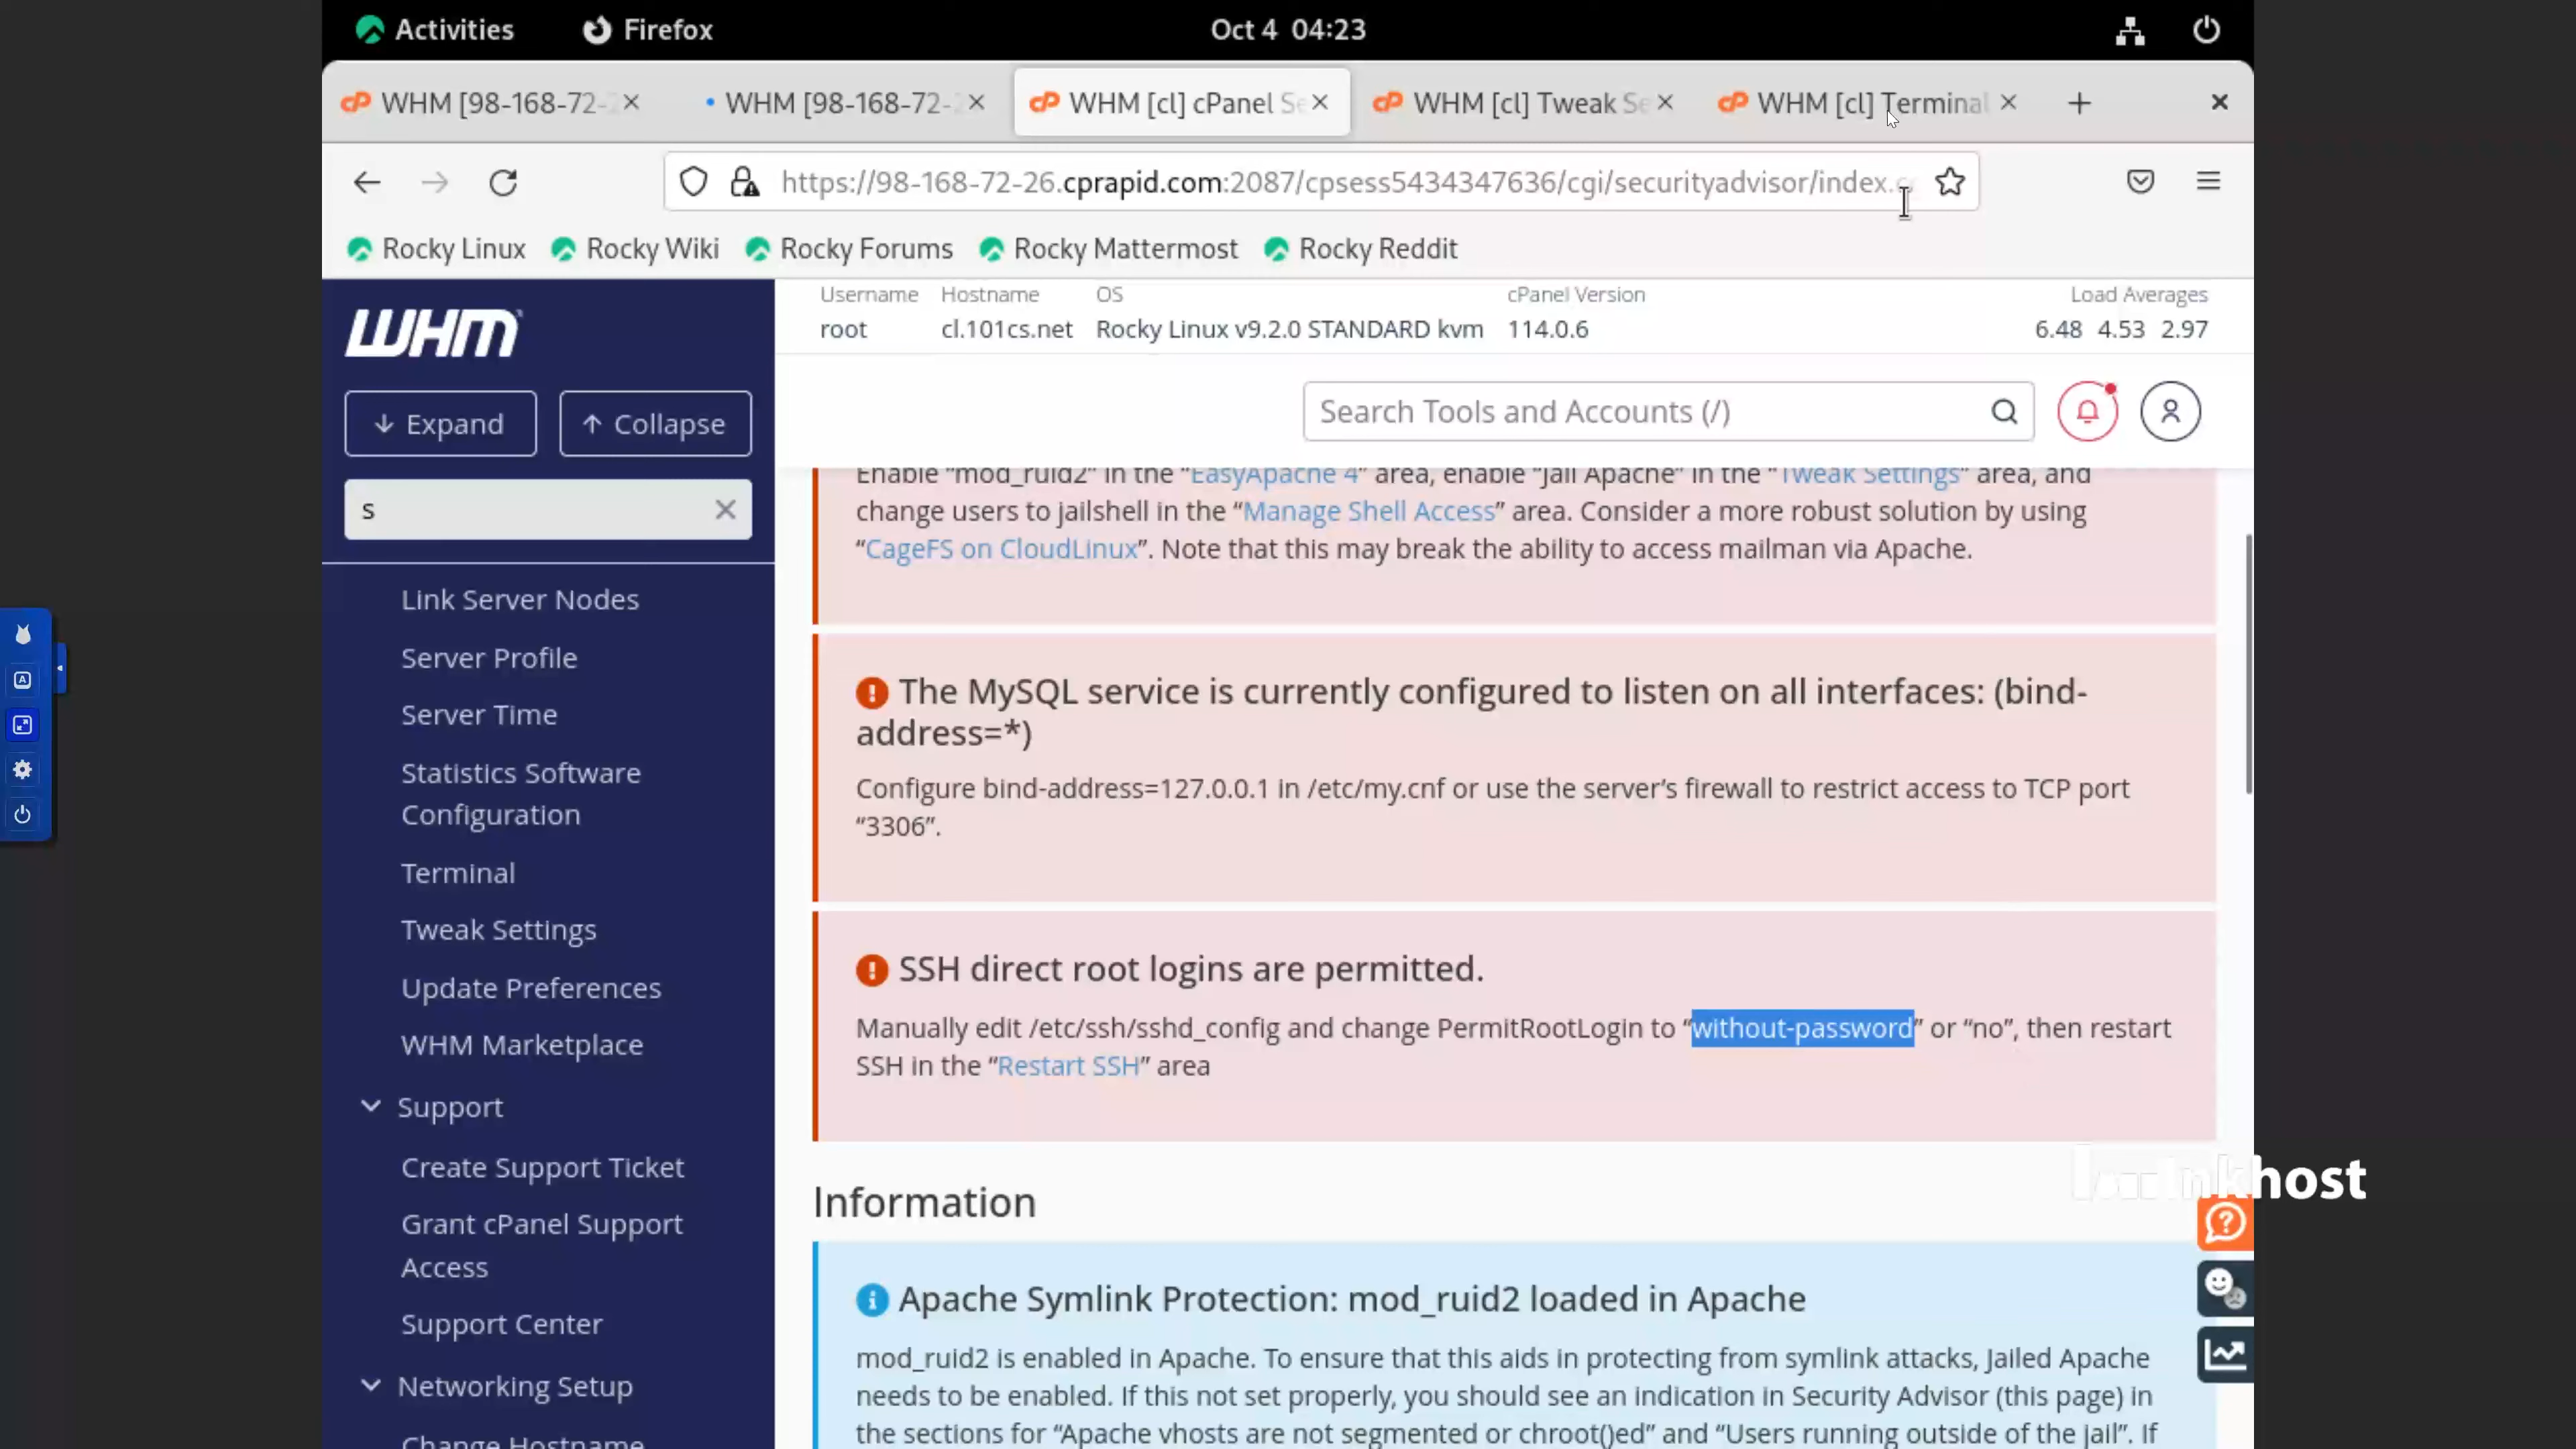 Activities
Firefox
Oct 4 04:23
WHM [98-168-72-
WHM [98-168-72-
WHM [cl] cPanel Se
WHM [cl] Tweak Se
WHM [cl] Terminal
https://98-168-72-26.cprapid.com:2087/cpsess5434347636/cgi/securityadvisor/index.c
Rocky Linux
Rocky Wiki
Rocky Forums
Rocky Mattermost
Rocky Reddit
WHM
Expand
Collapse
s
Link Server Nodes
Server Profile
Server Time
Statistics Software
Configuration
Terminal
Tweak Settings
Update Preferences
WHM Marketplace
Support
Create Support Ticket
Grant cPanel Support
Access
Support Center
Networking Setup
Change Hostname
Username Hostname OS cPanel Version Load Averages
root cl.101cs.net Rocky Linux v9.2.0 STANDARD kvm 114.0.6 6.48 4.53 2.97
Search Tools and Accounts (/)
Enable “mod_ruid2” in the “EasyApache 4” area, enable “Jail Apache” in the “Tweak Settings” area, and
change users to jailshell in the “Manage Shell Access” area. Consider a more robust solution by using
“CageFS on CloudLinux”. Note that this may break the ability to access mailman via Apache.
The MySQL service is currently configured to listen on all interfaces: (bind-
address=*)
Configure bind-address=127.0.0.1 in /etc/my.cnf or use the server’s firewall to restrict access to TCP port
“3306”.
SSH direct root logins are permitted.
Manually edit /etc/ssh/sshd_config and change PermitRootLogin to “without-password” or “no”, then restart
SSH in the “Restart SSH” area
Information
Apache Symlink Protection: mod_ruid2 loaded in Apache
mod_ruid2 is enabled in Apache. To ensure that this aids in protecting from symlink attacks, Jailed Apache
needs to be enabled. If this not set properly, you should see an indication in Security Advisor (this page) in
the sections for “Apache vhosts are not segmented or chroot()ed” and “Users running outside of the jail”. If